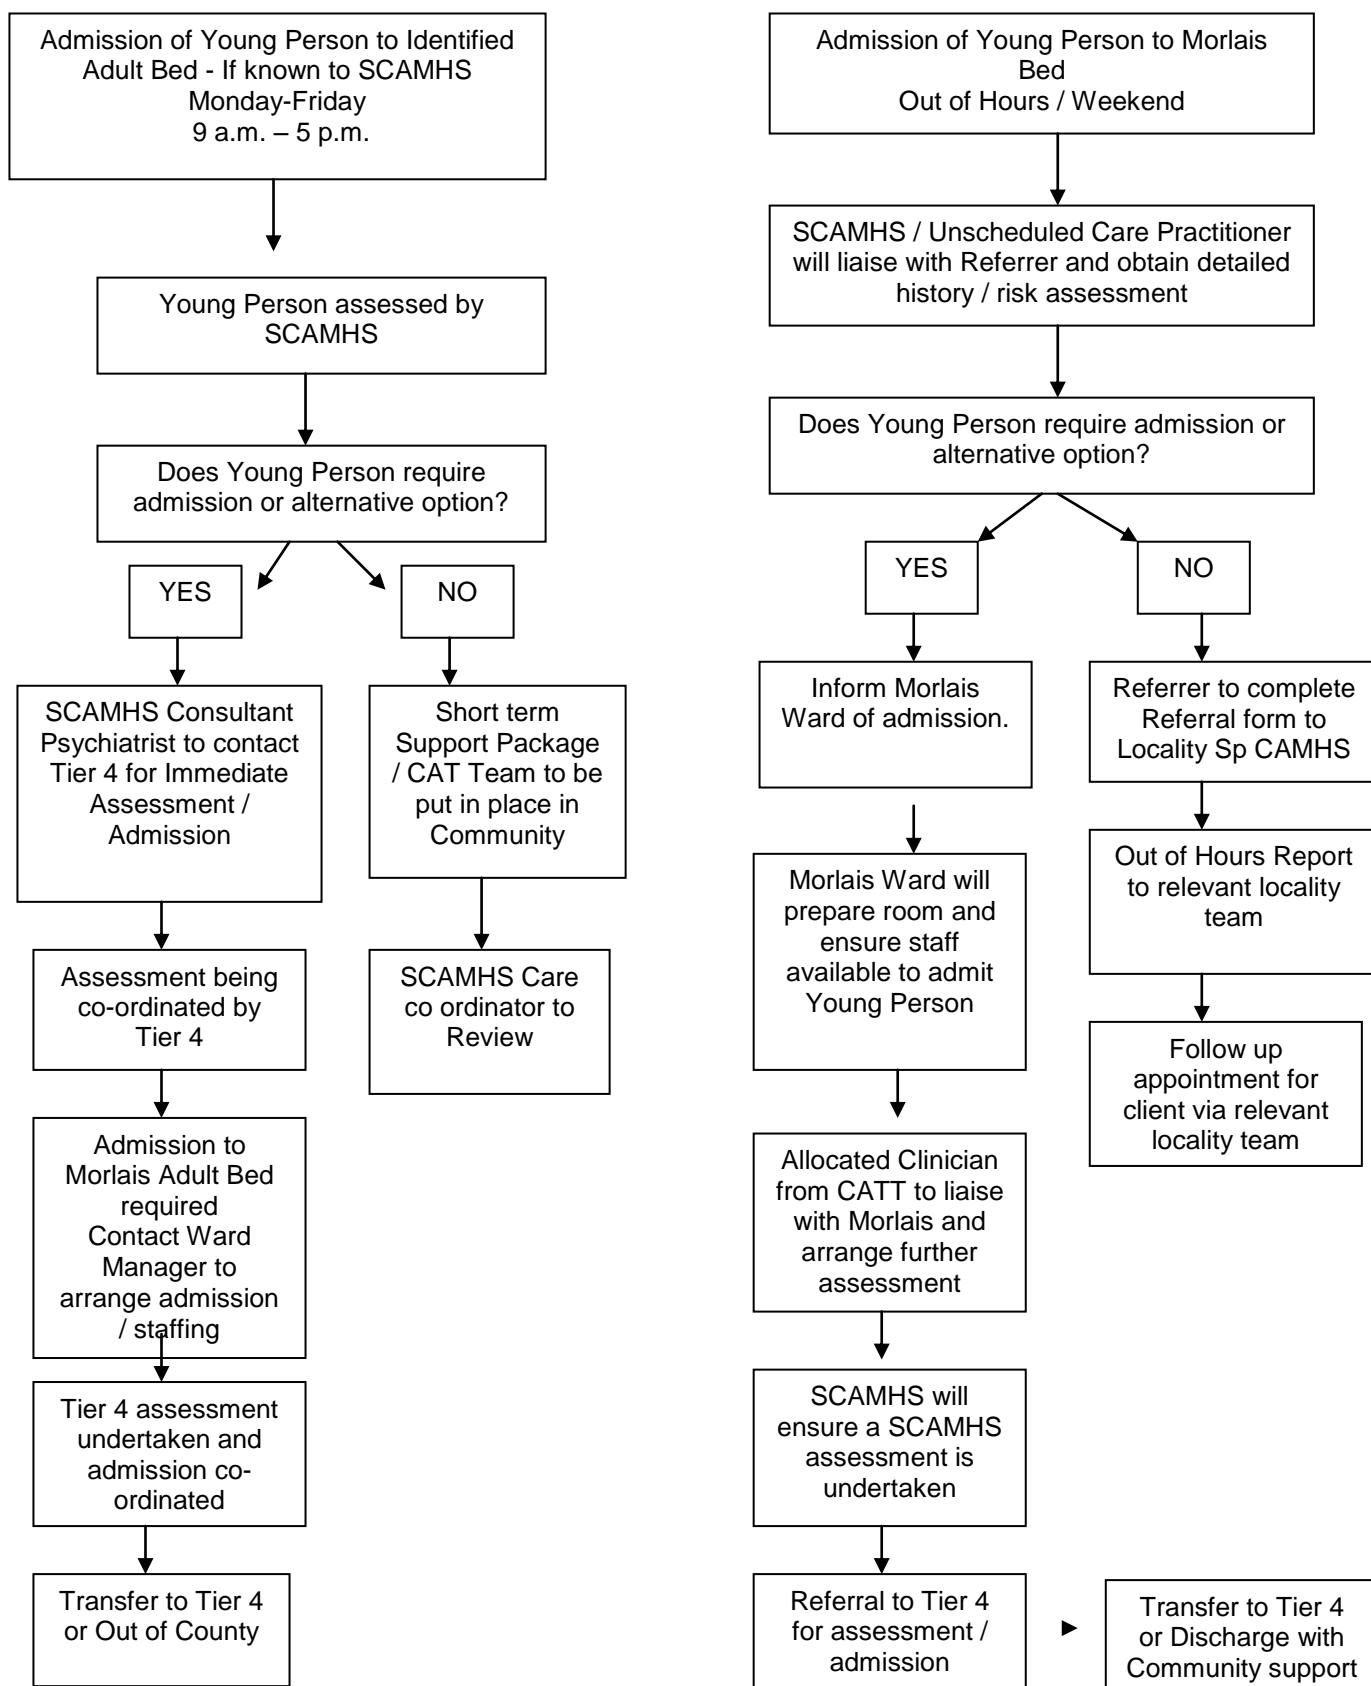 Admission of Young Person to Identified
Adult Bed - If known to SCAMHS
Monday-Friday
9 a.m. – 5 p.m.
Young Person assessed by
SCAMHS
Does Young Person require
admission or alternative option?
YES
NO
SCAMHS Consultant
Psychiatrist to contact
Tier 4 for Immediate
Assessment /
Admission
Short term
Support Package
/ CAT Team to be
put in place in
Community
Assessment being
co-ordinated by
Tier 4
SCAMHS Care
co ordinator to
Review
Admission to
Morlais Adult Bed
required
Contact Ward
Manager to
arrange admission
/ staffing
Tier 4 assessment
undertaken and
admission co-
ordinated
Transfer to Tier 4
or Out of County
Admission of Young Person to Morlais
Bed
Out of Hours / Weekend
SCAMHS / Unscheduled Care Practitioner
will liaise with Referrer and obtain detailed
history / risk assessment
Does Young Person require admission or
alternative option?
YES
NO
Inform Morlais
Ward of admission.
Referrer to complete
Referral form to
Locality Sp CAMHS
Morlais Ward will
prepare room and
ensure staff
available to admit
Young Person
Out of Hours Report
to relevant locality
team
Follow up
appointment for
client via relevant
locality team
Allocated Clinician
from CATT to liaise
with Morlais and
arrange further
assessment
SCAMHS will
ensure a SCAMHS
assessment is
undertaken
Referral to Tier 4
for assessment /
admission
Transfer to Tier 4
or Discharge with
Community support